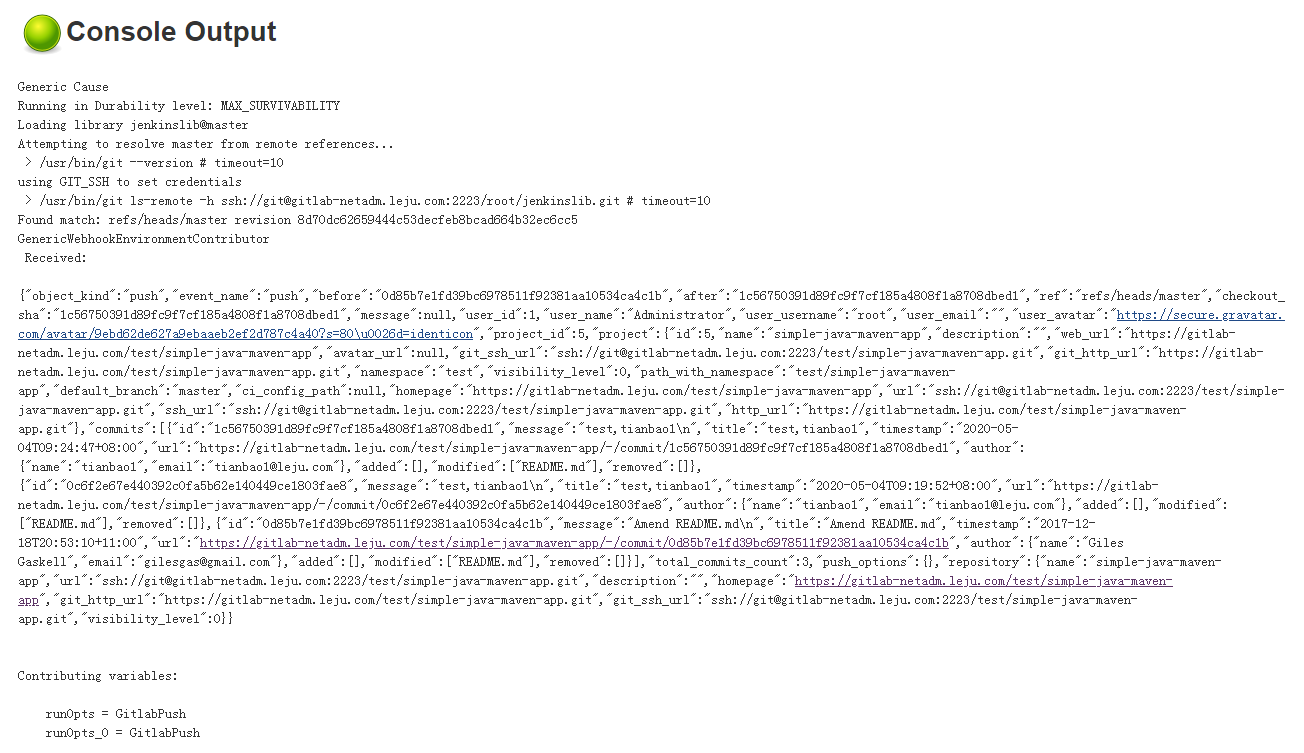 Console Output
Generic Cause
Running in Durability level: MAX_SURVIVABILITY
Loading library jenkinslib@master
Attempting to resolve master from remote references...
> /usr/bin/git --version # timeout=10
using GIT_SSH to set credentials
> /usr/bin/git ls-remote -h ssh://git@gitlab-netadm.leju.com:2223/root/jenkinslib.git # timeout=10
Found match: refs/heads/master revision 8d70dc62659444c53decfeb8bcad664b32ec6cc5
GenericWebhookEnvironmentContributor
Received:
{"object_kind":"push","event_name":"push","before":"0d85b7e1fd39bc6978511f92381aa10534ca4c1b","after":"1c56750391d89fc9f7cf185a4808f1a8708dbed1","ref":"refs/heads/master","checkout_
sha":"1c56750391d89fc9f7cf185a4808f1a8708dbed1","message":null,"user_id":1,"user_name":"Administrator","user_username":"root","user_email":"","user_avatar":"https://secure.gravatar.
com/avatar/9ebd62de627a9ebaaeb2ef2d787c4a40?s=80\u0026d=identicon","project_id":5,"project":{"id":5,"name":"simple-java-maven-app","description":"","web_url":"https://gitlab-
netadm.leju.com/test/simple-java-maven-app","avatar_url":null,"git_ssh_url":"ssh://git@gitlab-netadm.leju.com:2223/test/simple-java-maven-app.git","git_http_url":"https://gitlab-
netadm.leju.com/test/simple-java-maven-app.git","namespace":"test","visibility_level":0,"path_with_namespace":"test/simple-java-maven-
app","default_branch":"master","ci_config_path":null,"homepage":"https://gitlab-netadm.leju.com/test/simple-java-maven-app","url":"ssh://git@gitlab-netadm.leju.com:2223/test/simple-
java-maven-app.git","ssh_url":"ssh://git@gitlab-netadm.leju.com:2223/test/simple-java-maven-app.git","http_url":"https://gitlab-netadm.leju.com/test/simple-java-maven-
app.git"},"commits":[{"id":"1c56750391d89fc9f7cf185a4808f1a8708dbed1","message":"test,tianbao1\n","title":"test,tianbao1","timestamp":"2020-05-
04T09:24:47+08:00","url":"https://gitlab-netadm.leju.com/test/simple-java-maven-app/-/commit/1c56750391d89fc9f7cf185a4808f1a8708dbed1","author":
{"name":"tianbao1","email":"tianbao1@leju.com"},"added":[],"modified":["README.md"],"removed":[]},
{"id":"0c6f2e67e440392c0fa5b62e140449ce1803fae8","message":"test,tianbao1\n","title":"test,tianbao1","timestamp":"2020-05-04T09:19:52+08:00","url":"https://gitlab-
netadm.leju.com/test/simple-java-maven-app/-/commit/0c6f2e67e440392c0fa5b62e140449ce1803fae8","author":{"name":"tianbao1","email":"tianbao1@leju.com"},"added":[],"modified":
["README.md"],"removed":[]},{"id":"0d85b7e1fd39bc6978511f92381aa10534ca4c1b","message":"Amend README.md\n","title":"Amend README.md","timestamp":"2017-12-
18T20:53:10+11:00","url":"https://gitlab-netadm.leju.com/test/simple-java-maven-app/-/commit/0d85b7e1fd39bc6978511f92381aa10534ca4c1b","author":{"name":"Giles
Gaskell","email":"gilesgas@gmail.com"},"added":[],"modified":["README.md"],"removed":[]}],"total_commits_count":3,"push_options":{},"repository":{"name":"simple-java-maven-
app","url":"ssh://git@gitlab-netadm.leju.com:2223/test/simple-java-maven-app.git","description":"","homepage":"https://gitlab-netadm.leju.com/test/simple-java-maven-
app","git_http_url":"https://gitlab-netadm.leju.com/test/simple-java-maven-app.git","git_ssh_url":"ssh://git@gitlab-netadm.leju.com:2223/test/simple-java-maven-
app.git","visibility_level":0}}
Contributing variables:
runOpts = GitlabPush
runOpts_0 = GitlabPush